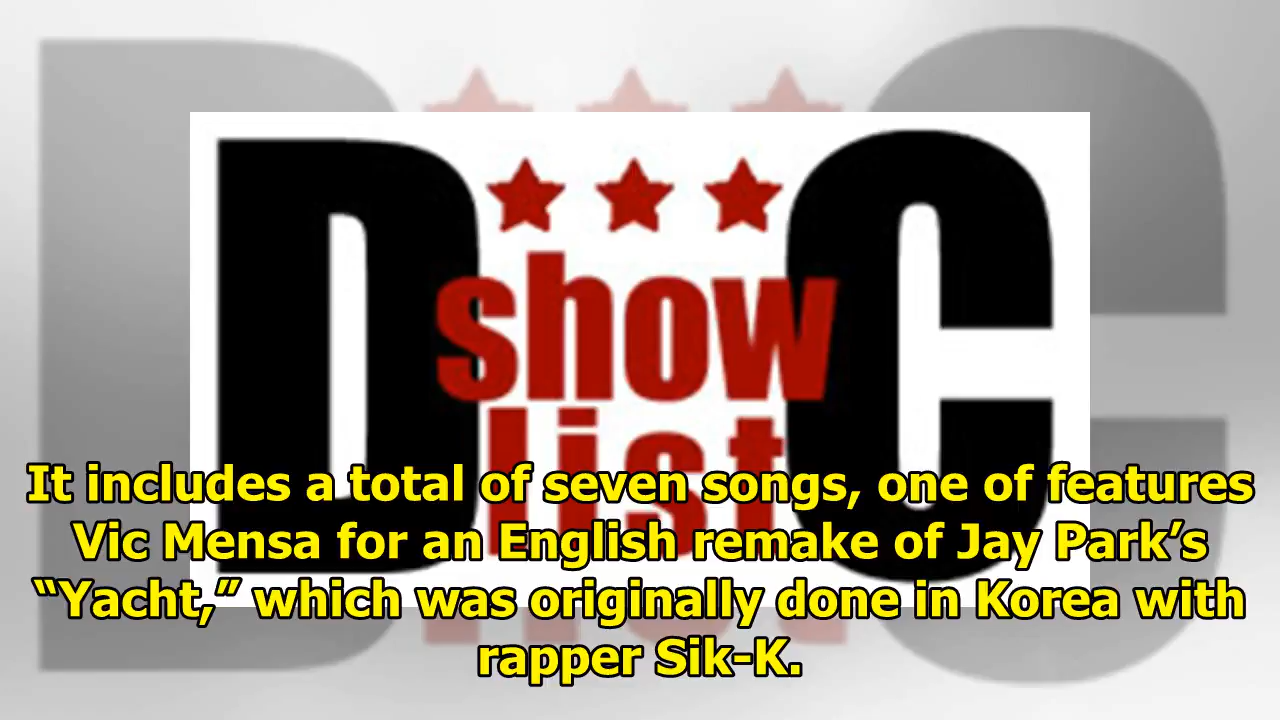 D C
show
list
It includes a total of seven songs, one of features
Vic Mensa for an English remake of Jay Park’s
“Yacht,” which was originally done in Korea with
rapper Sik-K.